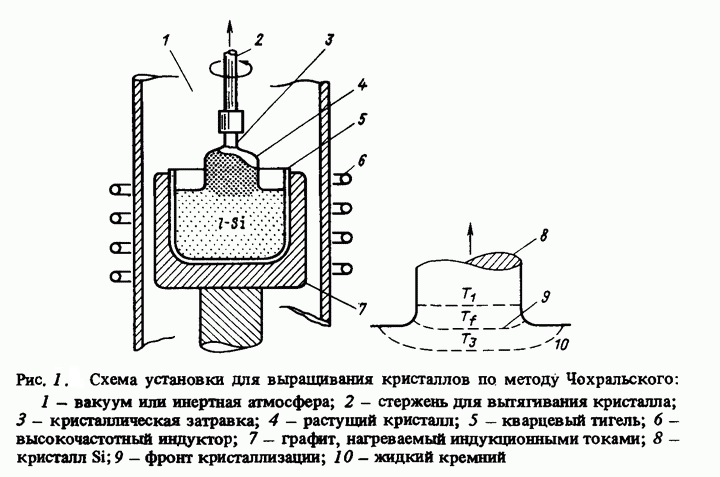 1
2
3
4
5
6
l-Si
7
8
T1
9
Tf
T3
10
Рис. 1. Схема установки для выращивания кристаллов по методу Чохральского:
1 – вакуум или инертная атмосфера; 2 – стержень для вытягивания кристалла;
3 – кристаллическая затравка; 4 – растущий кристалл; 5 – кварцевый тигель; 6 –
высокочастотный индуктор; 7 – графит, нагреваемый индукционными токами; 8 –
кристалл Si; 9 – фронт кристаллизации; 10 – жидкий кремний